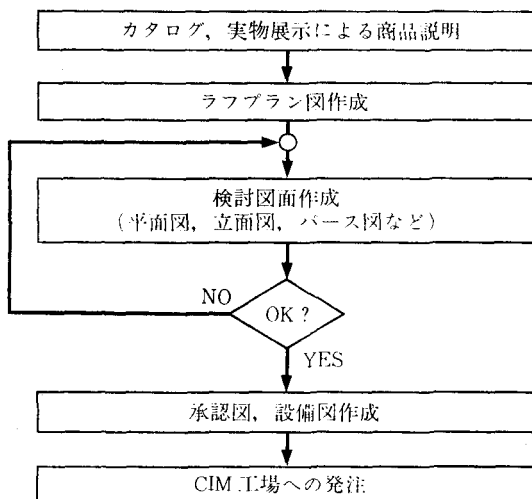 カタログ，実物展示による商品説明
ラフプラン図作成
検討図面作成
(平面図，立面図，パース図など)
NO
OK？
YES
承認図，設備図作成
CIM工場への発注